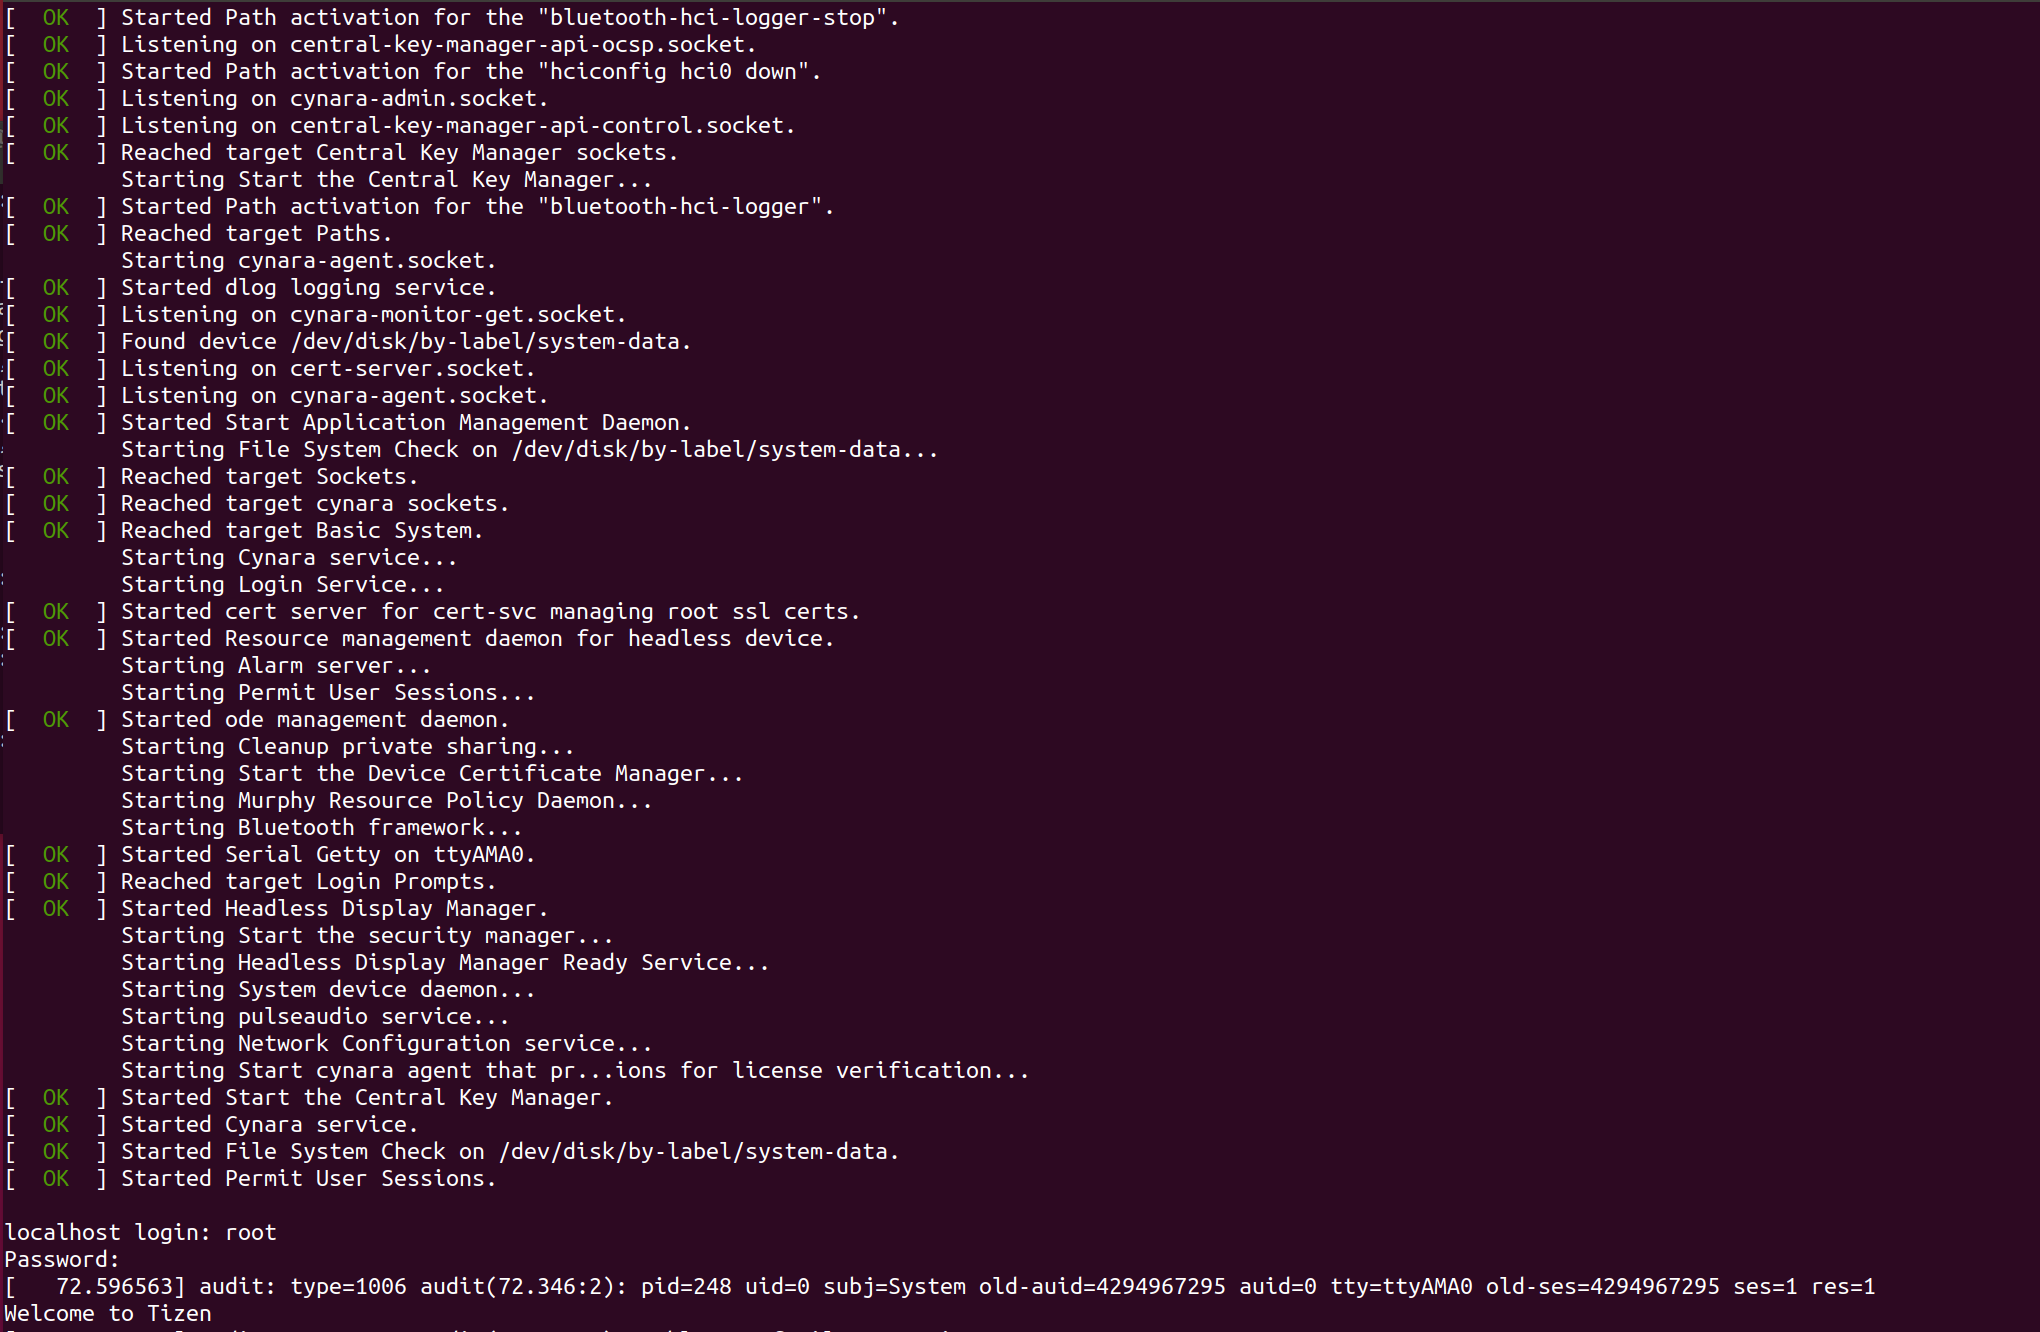 [  OK  ] Started Path activation for the "bluetooth-hci-logger-stop".
[  OK  ] Listening on central-key-manager-api-ocsp.socket.
[  OK  ] Started Path activation for the "hciconfig hci0 down".
[  OK  ] Listening on cynara-admin.socket.
[  OK  ] Listening on central-key-manager-api-control.socket.
[  OK  ] Reached target Central Key Manager sockets.
         Starting Start the Central Key Manager...
[  OK  ] Started Path activation for the "bluetooth-hci-logger".
[  OK  ] Reached target Paths.
         Starting cynara-agent.socket.
[  OK  ] Started dlog logging service.
[  OK  ] Listening on cynara-monitor-get.socket.
[  OK  ] Found device /dev/disk/by-label/system-data.
[  OK  ] Listening on cert-server.socket.
[  OK  ] Listening on cynara-agent.socket.
[  OK  ] Started Start Application Management Daemon.
         Starting File System Check on /dev/disk/by-label/system-data...
[  OK  ] Reached target Sockets.
[  OK  ] Reached target cynara sockets.
[  OK  ] Reached target Basic System.
         Starting Cynara service...
         Starting Login Service...
[  OK  ] Started cert server for cert-svc managing root ssl certs.
[  OK  ] Started Resource management daemon for headless device.
         Starting Alarm server...
         Starting Permit User Sessions...
[  OK  ] Started ode management daemon.
         Starting Cleanup private sharing...
         Starting Start the Device Certificate Manager...
         Starting Murphy Resource Policy Daemon...
         Starting Bluetooth framework...
[  OK  ] Started Serial Getty on ttyAMA0.
[  OK  ] Reached target Login Prompts.
[  OK  ] Started Headless Display Manager.
         Starting Start the security manager...
         Starting Headless Display Manager Ready Service...
         Starting System device daemon...
         Starting pulseaudio service...
         Starting Network Configuration service...
         Starting Start cynara agent that pr...ions for license verification...
[  OK  ] Started Start the Central Key Manager.
[  OK  ] Started Cynara service.
[  OK  ] Started File System Check on /dev/disk/by-label/system-data.
[  OK  ] Started Permit User Sessions.
localhost login: root
Password:
[   72.596563] audit: type=1006 audit(72.346:2): pid=248 uid=0 subj=System old-auid=4294967295 auid=0 tty=ttyAMA0 old-ses=4294967295 ses=1 res=1
Welcome to Tizen